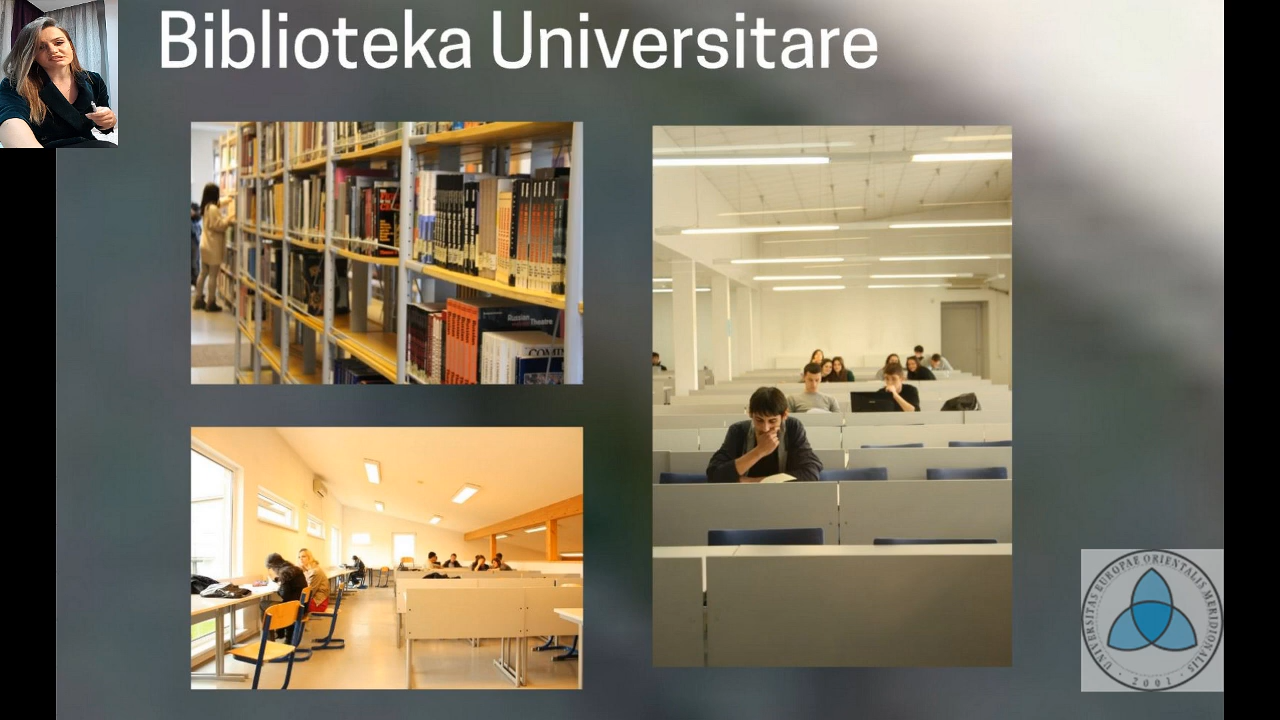 Biblioteka Universitare
Russian
Theatre
UNIVERSITAS EUROPAE ORIENTALIS MERIDIONALIS
· 2001 ·